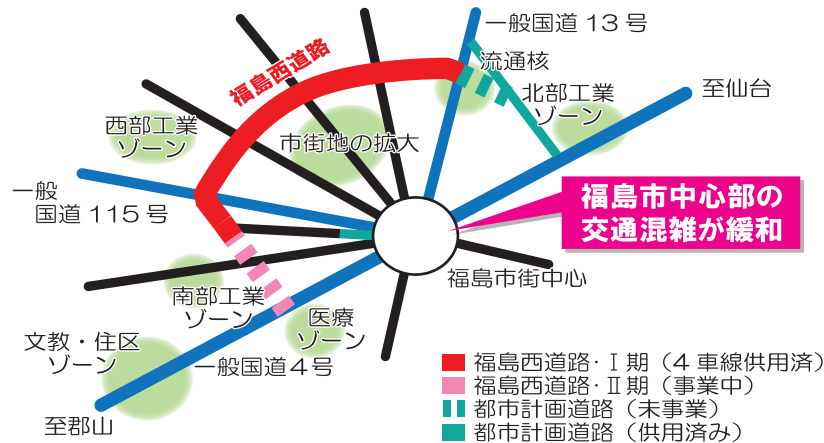 一般国道 13 号
福島西道路
流通核
北部工業
ゾーン
至仙台
西部工業
ゾーン
市街地の拡大
一般
国道 115 号
福島市中心部の
交通混雑が緩和
福島市街中心
南部工業
ゾーン
医療
ゾーン
文教・住区
ゾーン
一般国道4号
至郡山
福島西道路・Ⅰ期（4 車線供用済）
福島西道路・Ⅱ期（事業中）
都市計画道路（未事業）
都市計画道路（供用済み）